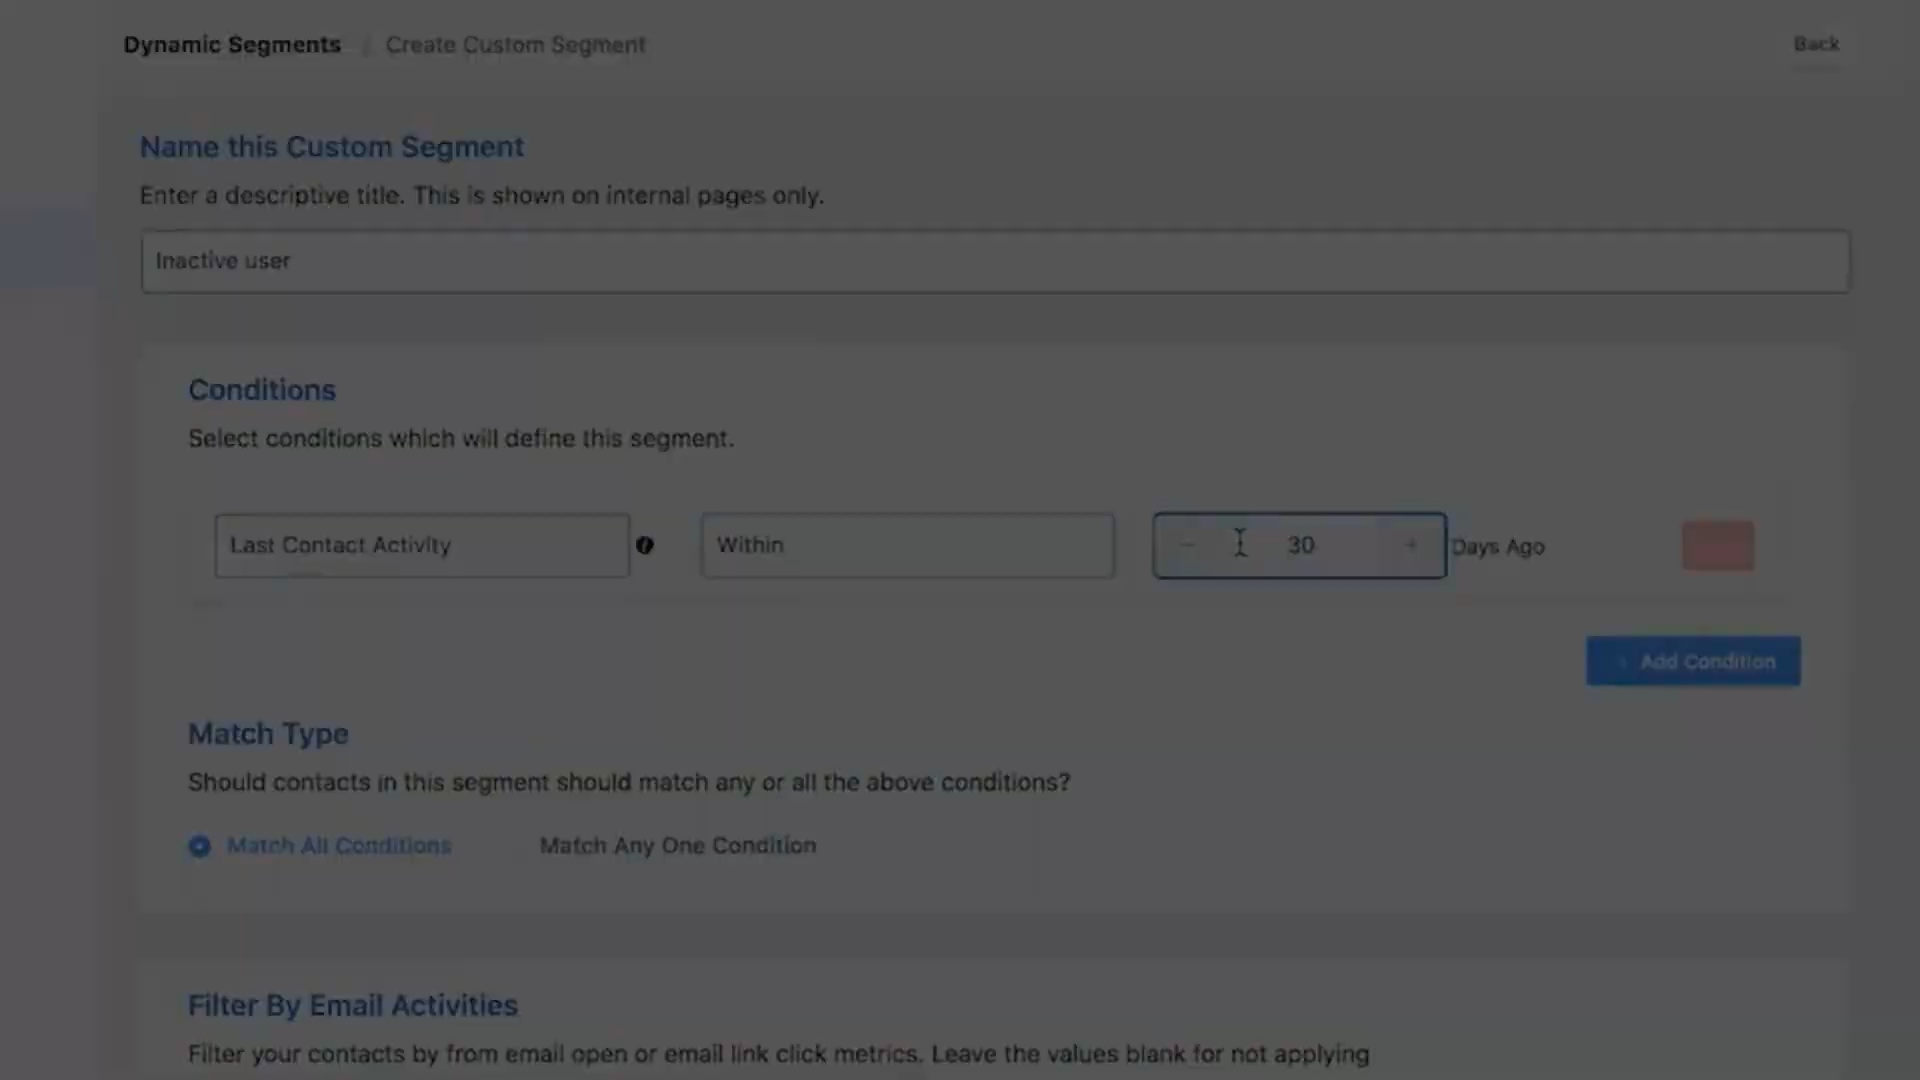 Dynamic Segments / Create Custom Segment
Back
Name this Custom Segment
Enter a descriptive title. This is shown on internal pages only.
Inactive user
Conditions
Select conditions which will define this segment.
Last Contact Activity
Within
30
Days Ago
Add Condition
Match Type
Should contacts in this segment should match any or all the above conditions?
Match All Conditions
Match Any One Condition
Filter By Email Activities
Filter your contacts by from email open or email link click metrics. Leave the values blank for not applying